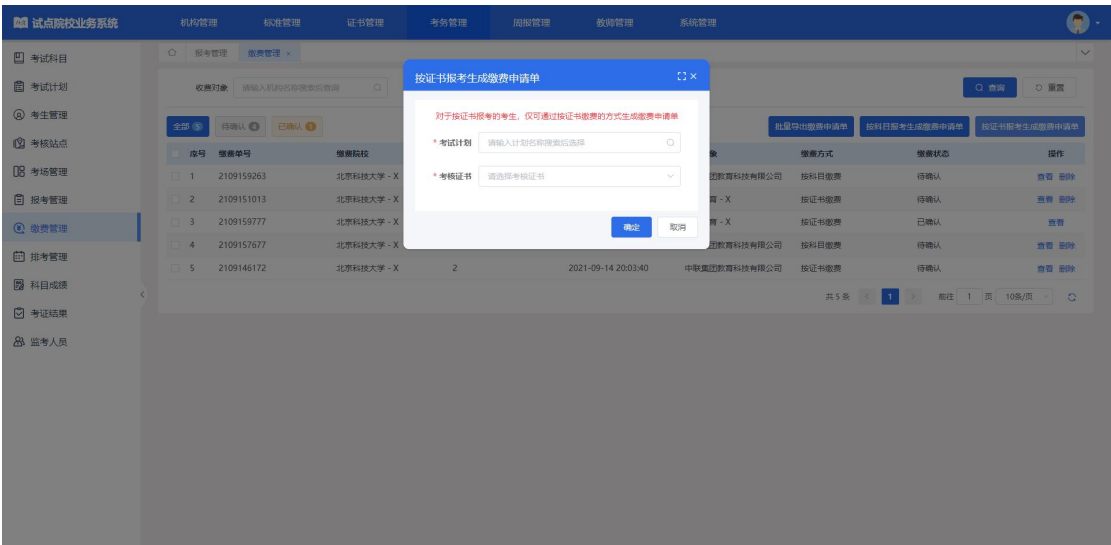 试点院校业务系统 机构管理 标准管理 证书管理 考务管理 周报管理 教师管理 系统管理
考试科目 报考管理 缴费管理 ×
考试计划
考生管理
考核站点
考场管理
报考管理
缴费管理
排考管理
科目成绩
考证结果
监考人员
收费对象 请输入机构名称搜索后查询 查询 重置
全部 5 待确认 4 已确认 1 批量导出缴费申请单 按科目报考生成缴费申请单 按证书报考生成缴费申请单
序号 缴费单号 缴费院校 缴费方式 缴费状态 操作
1 2109159263 北京科技大学 - X 团教育科技有限公司 按科目缴费 待确认 查看 删除
2 2109151013 北京科技大学 - X 育 - X 按证书缴费 待确认 查看 删除
3 2109159777 北京科技大学 - X 育 - X 按证书缴费 已确认 查看
4 2109157677 北京科技大学 - X 团教育科技有限公司 按科目缴费 待确认 查看 删除
5 2109146172 北京科技大学 - X 2 2021-09-14 20:03:40 中联集团教育科技有限公司 按证书缴费 待确认 查看 删除
共 5 条 1 前往 1 页 10条/页
按证书报考生成缴费申请单 ×
对于按证书报考的考生，仅可通过按证书缴费的方式生成缴费申请单
* 考试计划 请输入计划名称搜索后选择
* 考核证书 请选择考核证书
确定 取消